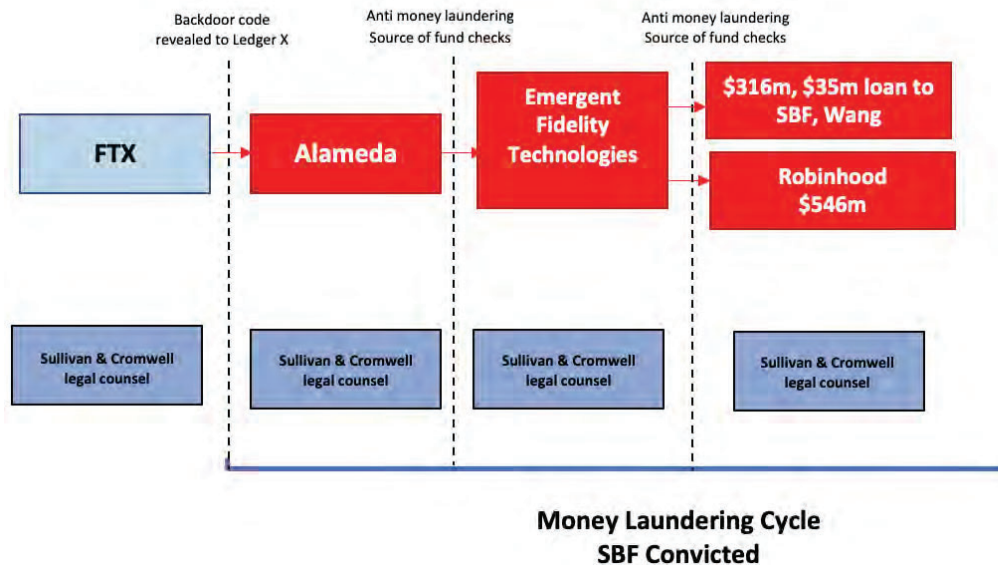 Backdoor code
revealed to Ledger X
Anti money laundering
Source of fund checks
Anti money laundering
Source of fund checks
FTX
Alameda
Emergent
Fidelity
Technologies
$316m, $35m loan to
SBF, Wang
Robinhood
$546m
Sullivan & Cromwell
legal counsel
Sullivan & Cromwell
legal counsel
Sullivan & Cromwell
legal counsel
Sullivan & Cromwell
legal counsel
Money Laundering Cycle
SBF Convicted